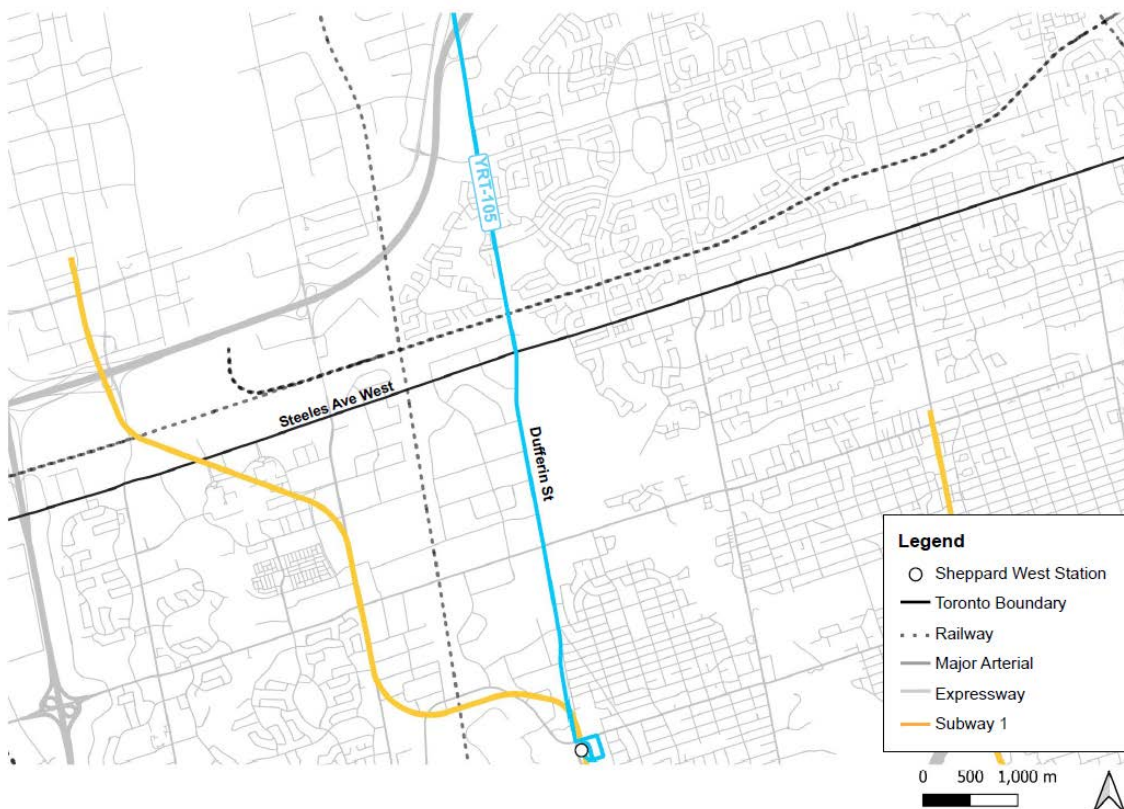 YRT-105
Steeles Ave West
Dufferin St
Legend
Sheppard West Station
Toronto Boundary
Railway
Major Arterial
Expressway
Subway 1
0 500 1,000 m